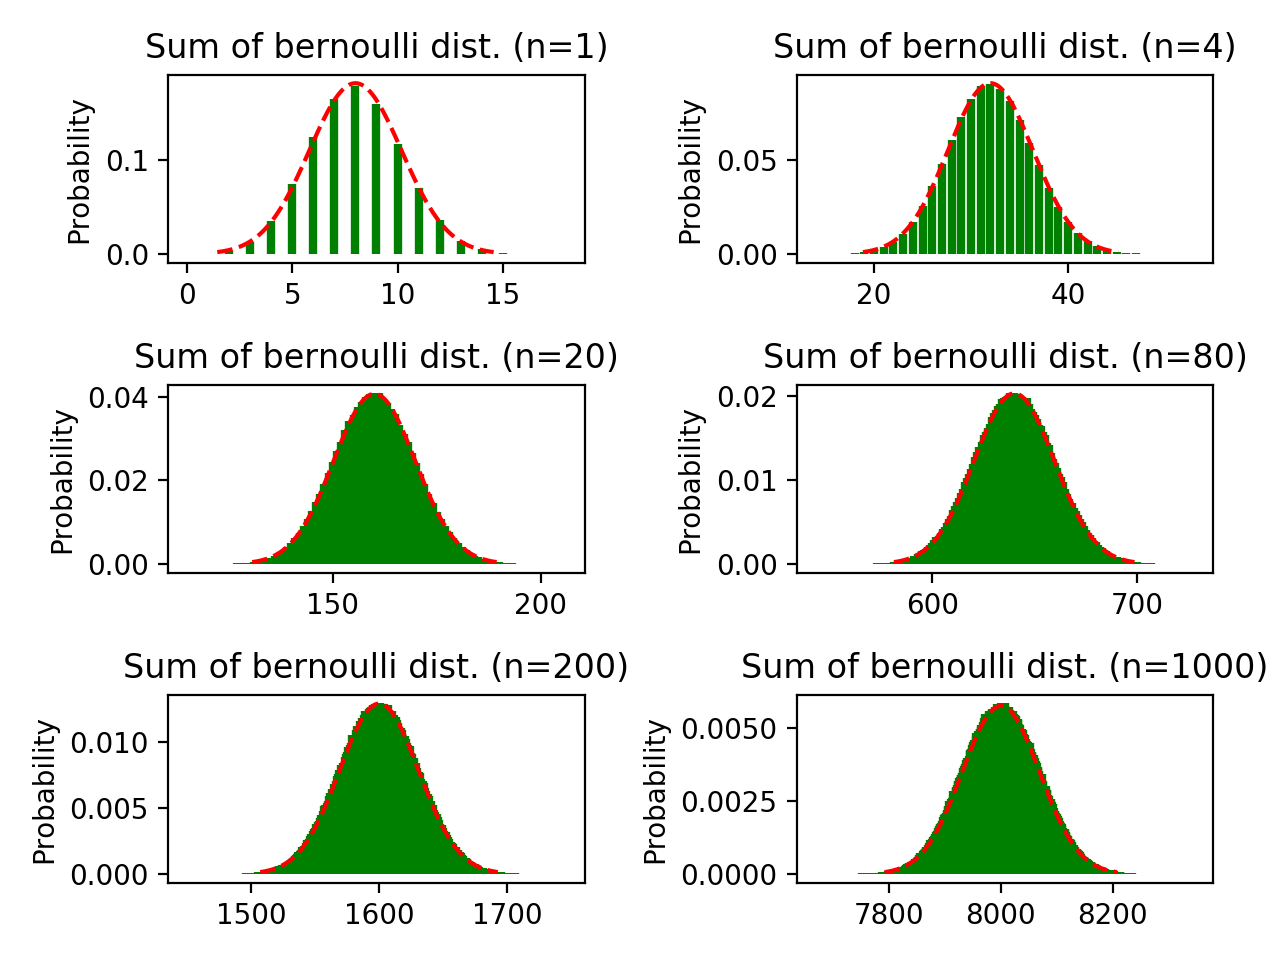 Sum of bernoulli dist. (n=1)
Probability
0.1
0.0
0 5 10 15
Sum of bernoulli dist. (n=4)
Probability
0.05
0.00
20 40
Sum of bernoulli dist. (n=20)
Probability
0.04
0.02
0.00
150 200
Sum of bernoulli dist. (n=80)
Probability
0.02
0.01
0.00
600 700
Sum of bernoulli dist. (n=200)
Probability
0.010
0.005
0.000
1500 1600 1700
Sum of bernoulli dist. (n=1000)
Probability
0.0050
0.0025
0.0000
7800 8000 8200